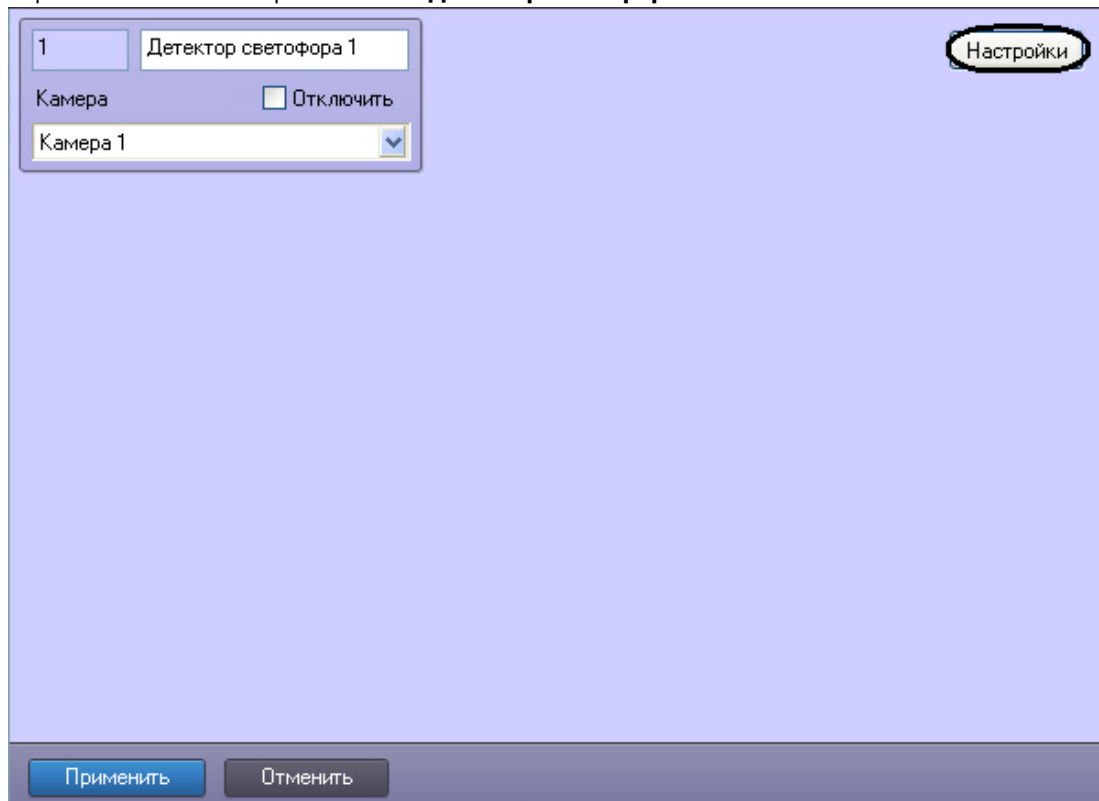 1
Детектор светофора 1
Настройки
Камера
Отключить
Камера 1
Применить
Отменить